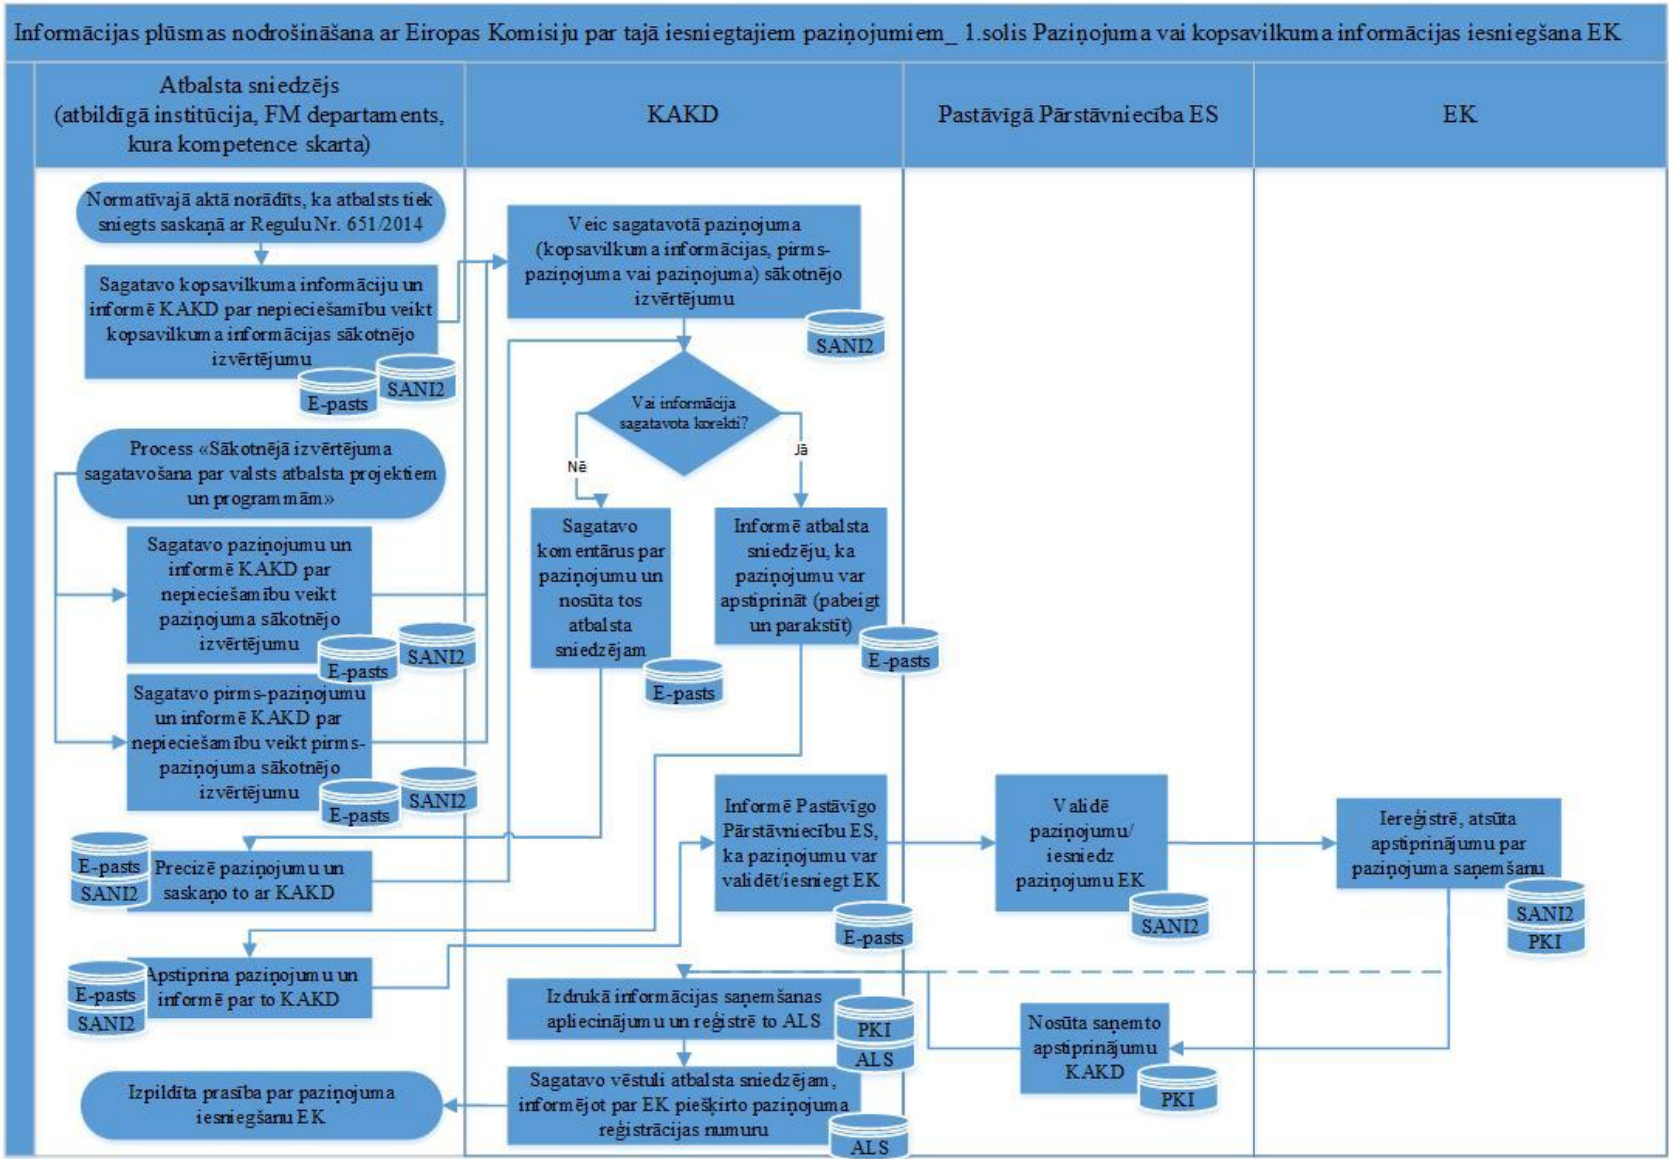 Informācijas plūsmas nodrošināšana ar Eiropas Komisiju par tajā iesniegtajiem paziņojumiem_ 1.solis Paziņojuma vai kopsavilkuma informācijas iesniegšana EK
Atbalsta sniedzējs
(atbildīgā institūcija, FM departaments,
kura kompetence skarta)
KAKD
Pastāvīgā Pārstāvniecība ES
EK
Normatīvajā aktā norādīts, ka atbalsts tiek
sniegts saskaņā ar Regulu Nr. 651/2014
Sagatavo kopsavilkuma informāciju un
informē KAKD par nepieciešamību veikt
kopsavilkuma informācijas sākotnējo
izvērtējumu
E-pasts
SANI2
Process «Sākotnējā izvērtējuma
sagatavošana par valsts atbalsta projektiem
un programmām»
Sagatavo paziņojumu un
informē KAKD par
nepieciešamību veikt
paziņojuma sākotnējo
izvērtējumu
E-pasts
SANI2
Sagatavo pirms-paziņojumu
un informē KAKD par
nepieciešamību veikt pirms-
paziņojuma sākotnējo
izvērtējumu
E-pasts
SANI2
E-pasts
SANI2
Precizē paziņojumu un
saskaņo to ar KAKD
E-pasts
SANI2
Apstiprina paziņojumu un
informē par to KAKD
Izpildīta prasība par paziņojuma
iesniegšanu EK
Veic sagatavotā paziņojuma
(kopsavilkuma informācijas, pirms-
paziņojuma vai paziņojuma) sākotnējo
izvērtējumu
SANI2
Vai informācija
sagatavota korekti?
Nē
Jā
Sagatavo
komentārus par
paziņojumu un
nosūta tos
atbalsta
sniedzējam
E-pasts
Informē atbalsta
sniedzēju, ka
paziņojumu var
apstiprināt (pabeigt
un parakstīt)
E-pasts
Informē Pastāvīgo
Pārstāvniecību ES,
ka paziņojumu var
validēt/iesniegt EK
E-pasts
Izdrukā informācijas saņemšanas
apliecinājumu un reģistrē to ALS
PKI
ALS
Sagatavo vēstuli atbalsta sniedzējam,
informējot par EK piešķirto paziņojuma
reģistrācijas numuru
ALS
Validē
paziņojumu/
iesniedz
paziņojumu EK
SANI2
Nosūta saņemto
apstiprinājumu
KAKD
PKI
Iereģistrē, atsūta
apstiprinājumu par
paziņojuma saņemšanu
SANI2
PKI